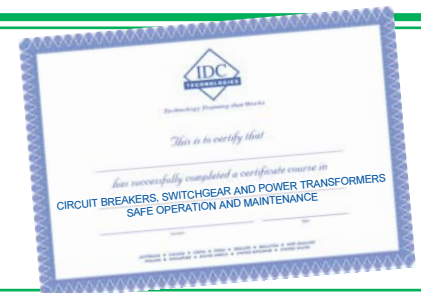 IDC
TECHNOLOGIES
Technology Training that Works
This is to certify that
has successfully completed a certificate course in
CIRCUIT BREAKERS, SWITCHGEAR AND POWER TRANSFORMERS
SAFE OPERATION AND MAINTENANCE